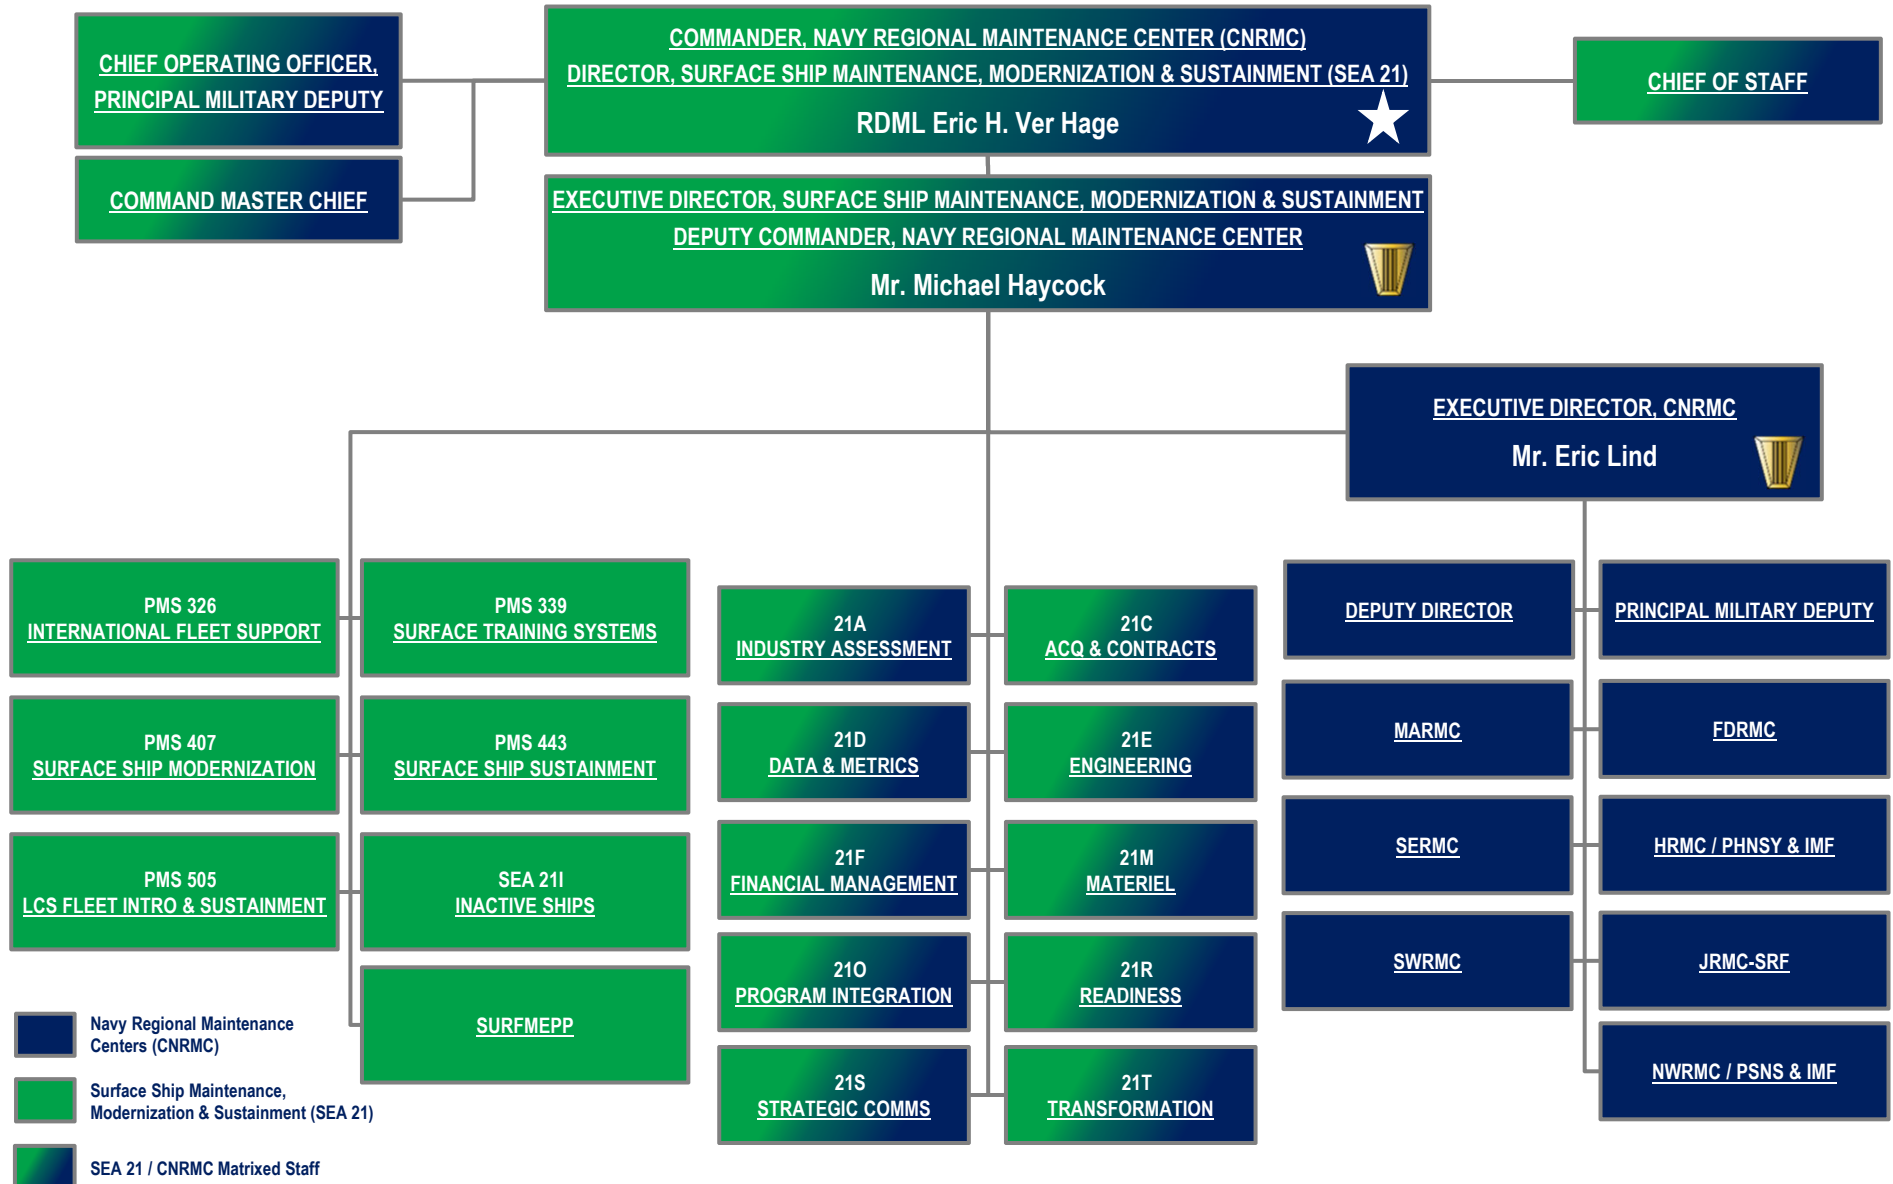 CHIEF OPERATING OFFICER,
PRINCIPAL MILITARY DEPUTY
COMMAND MASTER CHIEF
COMMANDER, NAVY REGIONAL MAINTENANCE CENTER (CNRMC)
DIRECTOR, SURFACE SHIP MAINTENANCE, MODERNIZATION & SUSTAINMENT (SEA 21)
RDML Eric H. Ver Hage
CHIEF OF STAFF
EXECUTIVE DIRECTOR, SURFACE SHIP MAINTENANCE, MODERNIZATION & SUSTAINMENT
DEPUTY COMMANDER, NAVY REGIONAL MAINTENANCE CENTER
Mr. Michael Haycock
EXECUTIVE DIRECTOR, CNRMC
Mr. Eric Lind
PMS 326
INTERNATIONAL FLEET SUPPORT
PMS 339
SURFACE TRAINING SYSTEMS
PMS 407
SURFACE SHIP MODERNIZATION
PMS 443
SURFACE SHIP SUSTAINMENT
PMS 505
LCS FLEET INTRO & SUSTAINMENT
SEA 21I
INACTIVE SHIPS
SURFMEPP
21A
INDUSTRY ASSESSMENT
21C
ACQ & CONTRACTS
21D
DATA & METRICS
21E
ENGINEERING
21F
FINANCIAL MANAGEMENT
21M
MATERIEL
21O
PROGRAM INTEGRATION
21R
READINESS
21S
STRATEGIC COMMS
21T
TRANSFORMATION
DEPUTY DIRECTOR
PRINCIPAL MILITARY DEPUTY
MARMC
FDRMC
SERMC
HRMC / PHNSY & IMF
SWRMC
JRMC-SRF
NWRMC / PSNS & IMF
Navy Regional Maintenance
Centers (CNRMC)
Surface Ship Maintenance,
Modernization & Sustainment (SEA 21)
SEA 21 / CNRMC Matrixed Staff